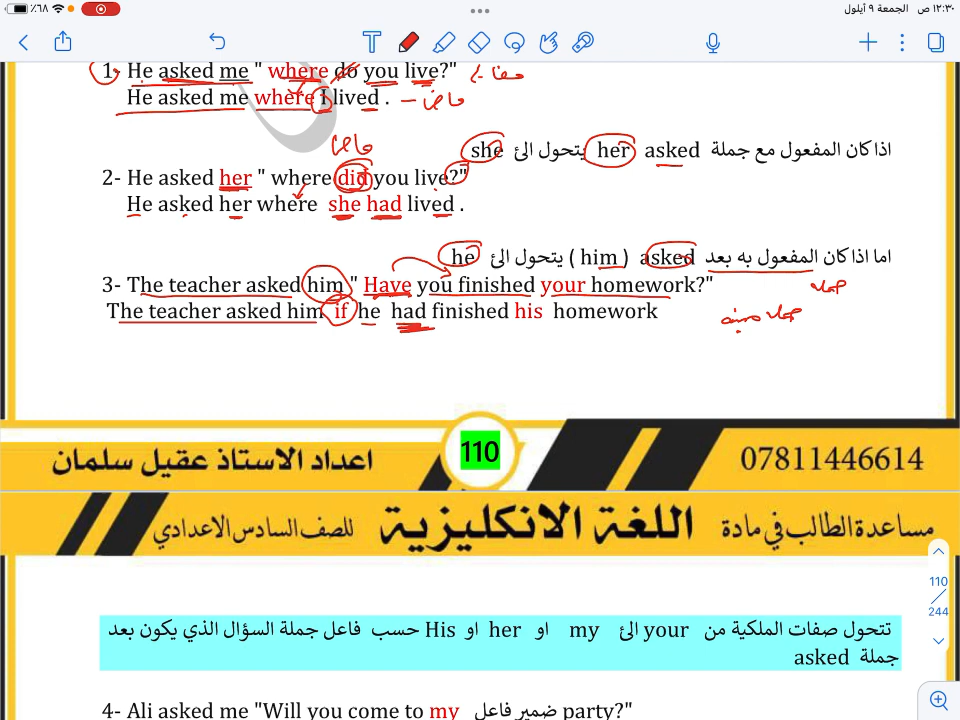 ١٢:٣٠ ص الجمعة ٩ أيلول
٪٦٨
1- He asked me " where do you live?"
He asked me where I lived .
ماضي
اذا كان المفعول مع جملة asked her يتحول الئ she
2- He asked her " where did you live?"
He asked her where she had lived .
اما اذا كان المفعول به بعد asked ( him ) يتحول الئ he
3- The teacher asked him " Have you finished your homework?"
The teacher asked him if he had finished his homework
اعداد الاستاذ عقيل سلمان
110
07811446614
مساعدة الطالب في مادة اللغة الانكليزية للصف السادس الاعدادي
110
244
تتحول صفات الملكية من your الئ my او her او His حسب فاعل جملة السؤال الذي يكون بعد
جملة asked
4- Ali asked me "Will you come to my ضمير فاعل party?"